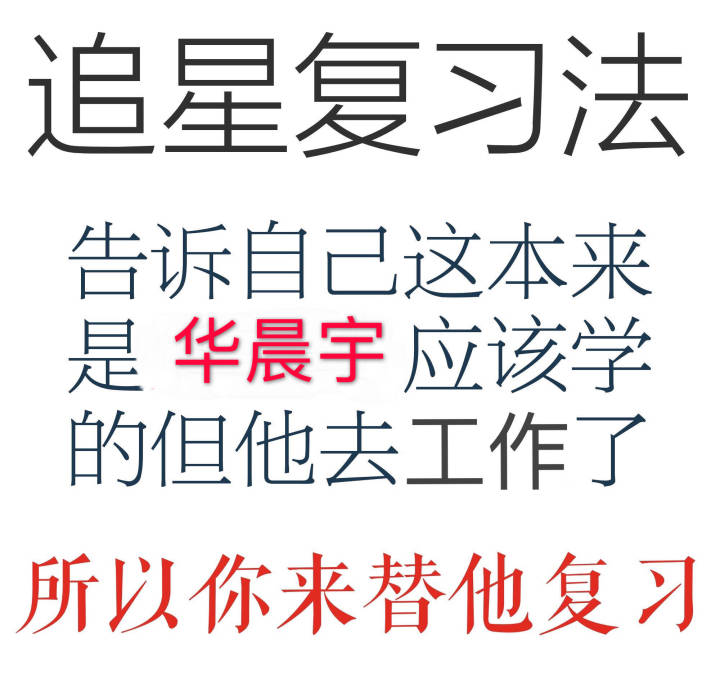 追星复习法
告诉自己这本来
是华晨宇应该学
的但他去工作了
所以你来替他复习